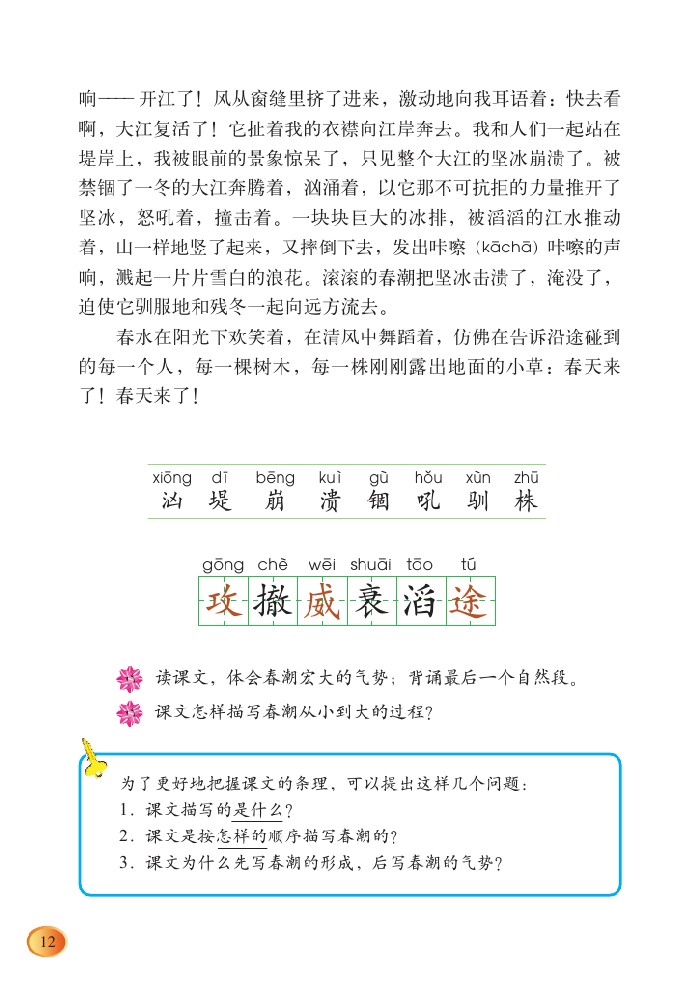 响——开江了！风从窗缝里挤了进来，激动地向我耳语着：快去看
啊，大江复活了！它扯着我的衣襟向江岸奔去。我和人们一起站在
堤岸上，我被眼前的景象惊呆了，只见整个大江的坚冰崩溃了。被
禁锢了一冬的大江奔腾着，汹涌着，以它那不可抗拒的力量推开了
坚冰，怒吼着，撞击着。一块块巨大的冰排，被滔滔的江水推动
着，山一样地竖了起来，又摔倒下去，发出咔嚓（kāchā）咔嚓的声
响，溅起一片片雪白的浪花。滚滚的春潮把坚冰击溃了，淹没了，
迫使它驯服地和残冬一起向远方流去。
春水在阳光下欢笑着，在清风中舞蹈着，仿佛在告诉沿途碰到
的每一个人，每一棵树木，每一株刚刚露出地面的小草：春天来
了！春天来了！
xiōng dī bēng kuì gù hǒu xùn zhū
汹 堤 崩 溃 锢 吼 驯 株
gōng chè wēi shuāi tāo tú
攻 撤 威 衰 滔 途
读课文，体会春潮宏大的气势；背诵最后一个自然段。
课文怎样描写春潮从小到大的过程？
为了更好地把握课文的条理，可以提出这样几个问题：
1. 课文描写的是什么？
2. 课文是按怎样的顺序描写春潮的？
3. 课文为什么先写春潮的形成，后写春潮的气势？
12